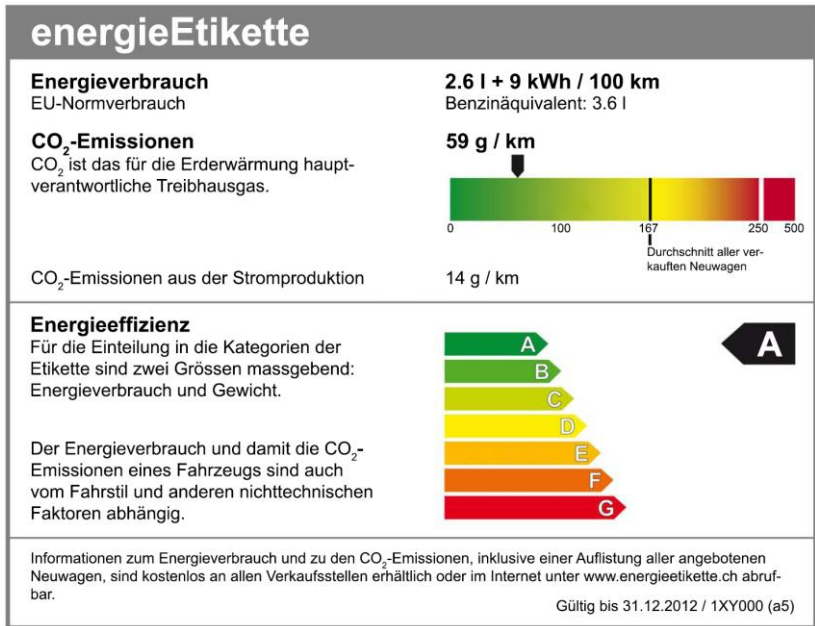 energieEtikette
Energieverbrauch
EU-Normverbrauch
2.6 l + 9 kWh / 100 km
Benzinäquivalent: 3.6 l
CO₂-Emissionen
CO₂ ist das für die Erderwärmung haupt-
verantwortliche Treibhausgas.
59 g / km
0 100 167 250 500
Durchschnitt aller ver-
kauften Neuwagen
CO₂-Emissionen aus der Stromproduktion
14 g / km
Energieeffizienz
Für die Einteilung in die Kategorien der
Etikette sind zwei Grössen massgebend:
Energieverbrauch und Gewicht.
Der Energieverbrauch und damit die CO₂-
Emissionen eines Fahrzeugs sind auch
vom Fahrstil und anderen nichttechnischen
Faktoren abhängig.
A
B
C
D
E
F
G
A
Informationen zum Energieverbrauch und zu den CO₂-Emissionen, inklusive einer Auflistung aller angebotenen
Neuwagen, sind kostenlos an allen Verkaufsstellen erhältlich oder im Internet unter www.energieetikette.ch abruf-
bar.
Gültig bis 31.12.2012 / 1XY000 (a5)